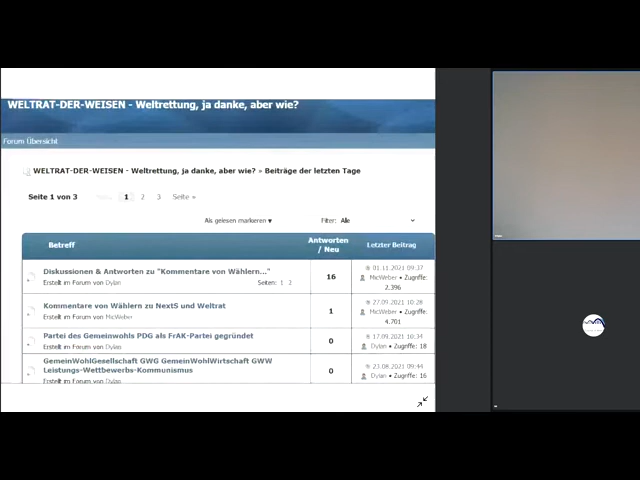 WELTRAT-DER-WEISEN - Weltrettung, ja danke, aber wie?
Forum Übersicht
WELTRAT-DER-WEISEN - Weltrettung, ja danke, aber wie? » Beiträge der letzten Tage
Seite 1 von 3 1 2 3 Seite »
Als gelesen markeren ▾ Filter: Alle
Betreff Antworten / Neu Letzter Beitrag
Diskussionen & Antworten zu "Kommentare von Wählern..."
Erstellt im Forum von Dylan Seiten: 1 2
16
01.11.2021 09:37
MicWeber • Zugriffe:
2.396
Kommentare von Wählern zu NextS und Weltrat
Erstellt im Forum von MicWeber
1
27.09.2021 10:28
MicWeber • Zugriffe:
4.701
Partei des Gemeinwohls PDG als FrAK-Partei gegründet
Erstellt im Forum von Dylan
0
17.09.2021 10:34
Dylan • Zugriffe: 18
GemeinWohlGesellschaft GWG GemeinWohlWirtschaft GWW
Leistungs-Wettbewerbs-Kommunismus
Erstellt im Forum von Dylan
0
23.08.2021 09:44
Dylan • Zugriffe: 16